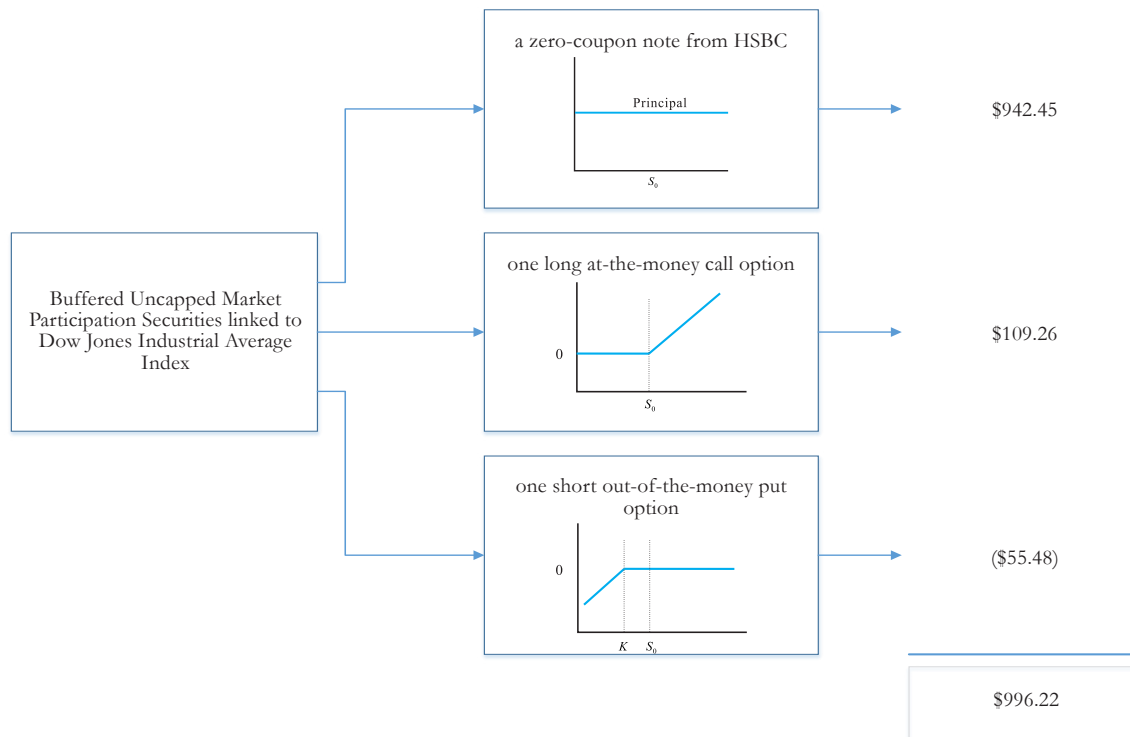 a zero-coupon note from HSBC
Principal
S₀
$942.45
Buffered Uncapped Market
Participation Securities linked to
Dow Jones Industrial Average
Index
one long at-the-money call option
0
S₀
$109.26
one short out-of-the-money put
option
0
K S₀
($55.48)
$996.22